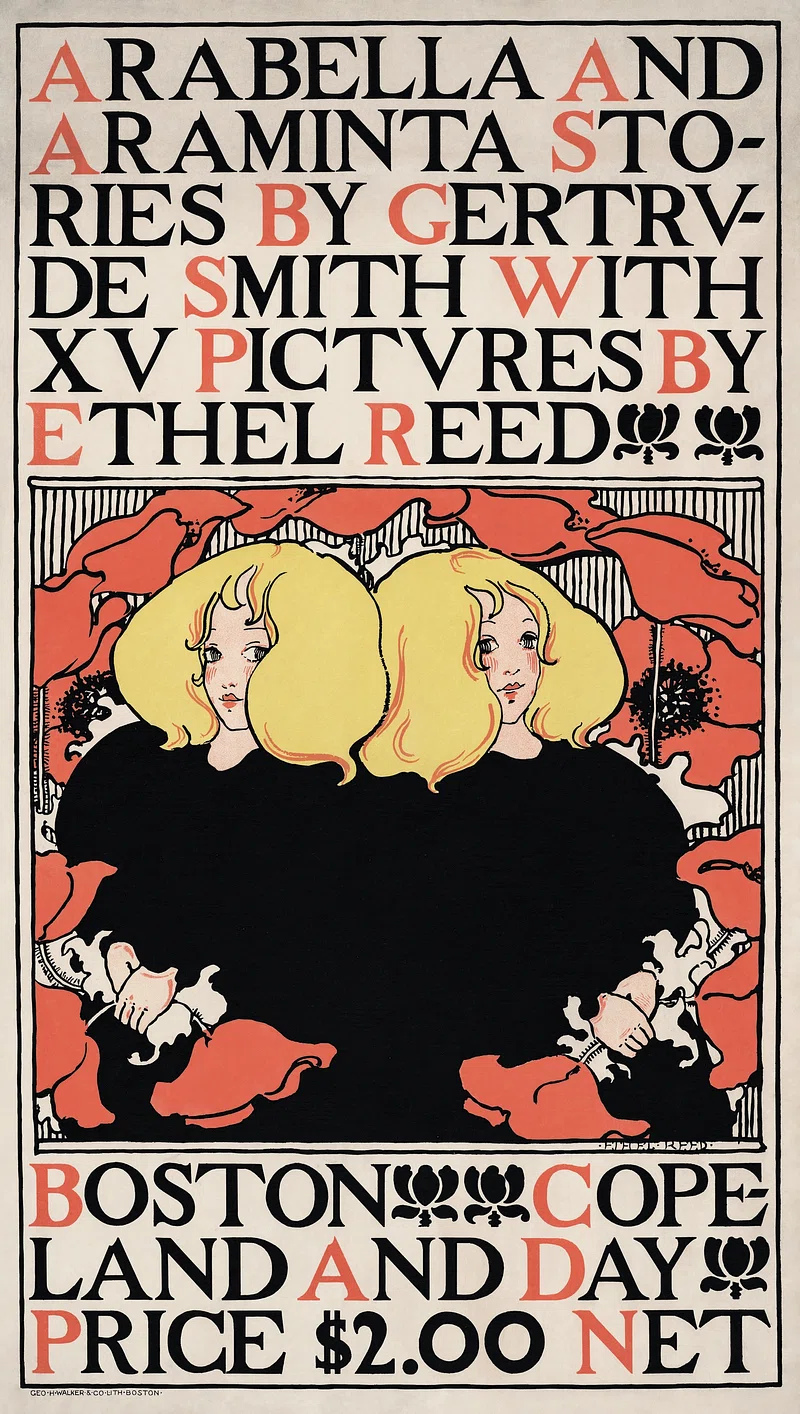 ARABELLA AND
ARAMINTA STO-
RIES BY GERTRV-
DE SMITH WITH
XV PICTVRES BY
ETHEL REED
·ETHEL·REED·
BOSTON COPE-
LAND AND DAY
PRICE $2.00 NET
GEO·H·WALKER·&·CO·LITH·BOSTON·